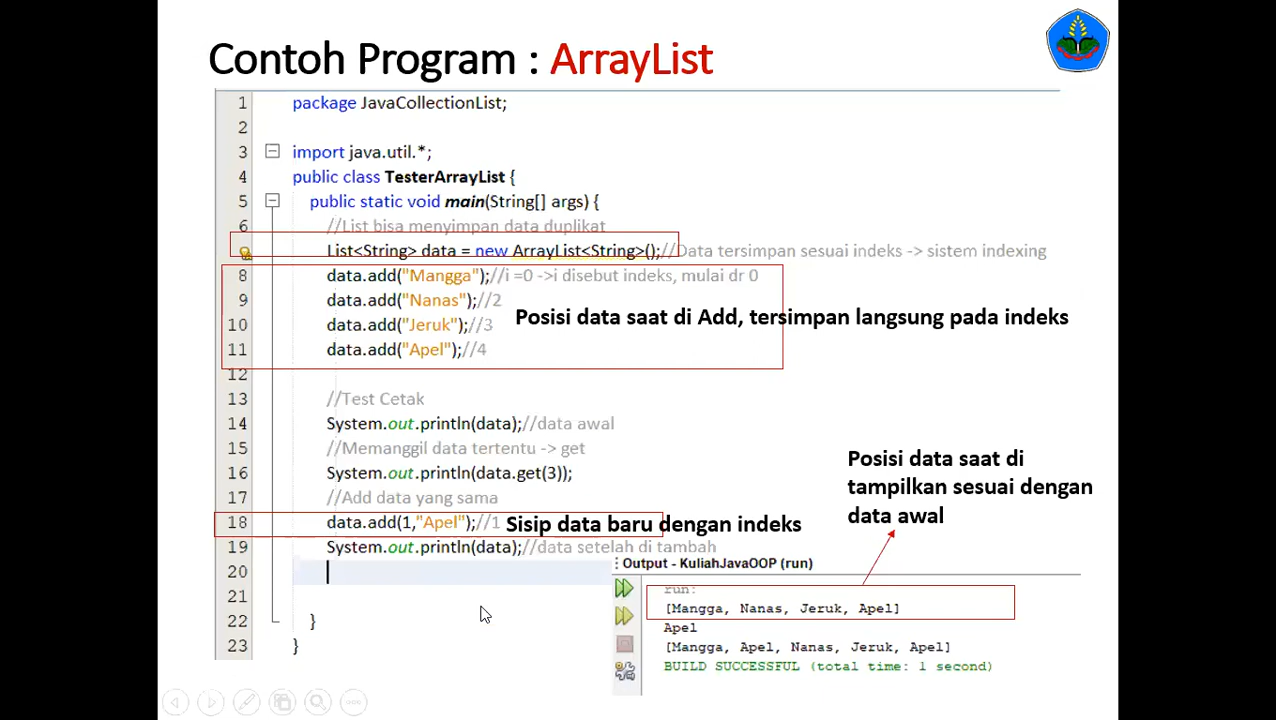 Contoh Program : ArrayList
1 package JavaCollectionList;
2
3 import java.util.*;
4 public class TesterArrayList {
5 public static void main(String[] args) {
6 //List bisa menyimpan data duplikat
List<String> data = new ArrayList<String>();//Data tersimpan sesuai indeks -> sistem indexing
8 data.add("Mangga");//i =0 ->i disebut indeks, mulai dr 0
9 data.add("Nanas");//2
Posisi data saat di Add, tersimpan langsung pada indeks
10 data.add("Jeruk");//3
11 data.add("Apel");//4
12
13 //Test Cetak
14 System.out.println(data);//data awal
15 //Memanggil data tertentu -> get
16 System.out.println(data.get(3));
17 //Add data yang sama
18 data.add(1,"Apel");//1 Sisip data baru dengan indeks
19 System.out.println(data);//data setelah di tambah
20
21
22 }
23 }
Posisi data saat di
tampilkan sesuai dengan
data awal
Output - KuliahJavaOOP (run)
run:
[Mangga, Nanas, Jeruk, Apel]
Apel
[Mangga, Apel, Nanas, Jeruk, Apel]
BUILD SUCCESSFUL (total time: 1 second)